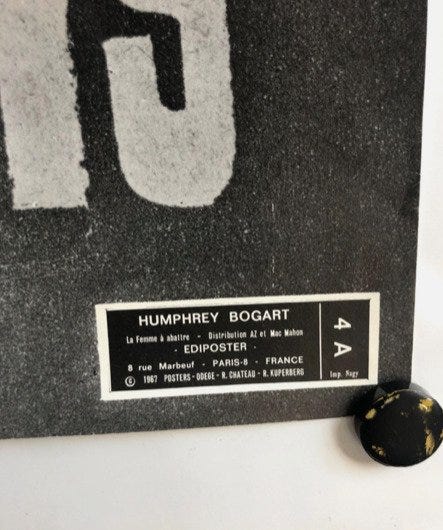 15
HUMPHREY BOGART
La Femme à abattre - Distribution AZ et Mac Mahon
· EDIPOSTER ·
8 rue Marbeuf · PARIS-8 · FRANCE
© 1967 POSTERS-ODEGE - R. CHATEAU - R. KUPERBERG
4 A
Imp. Nagy